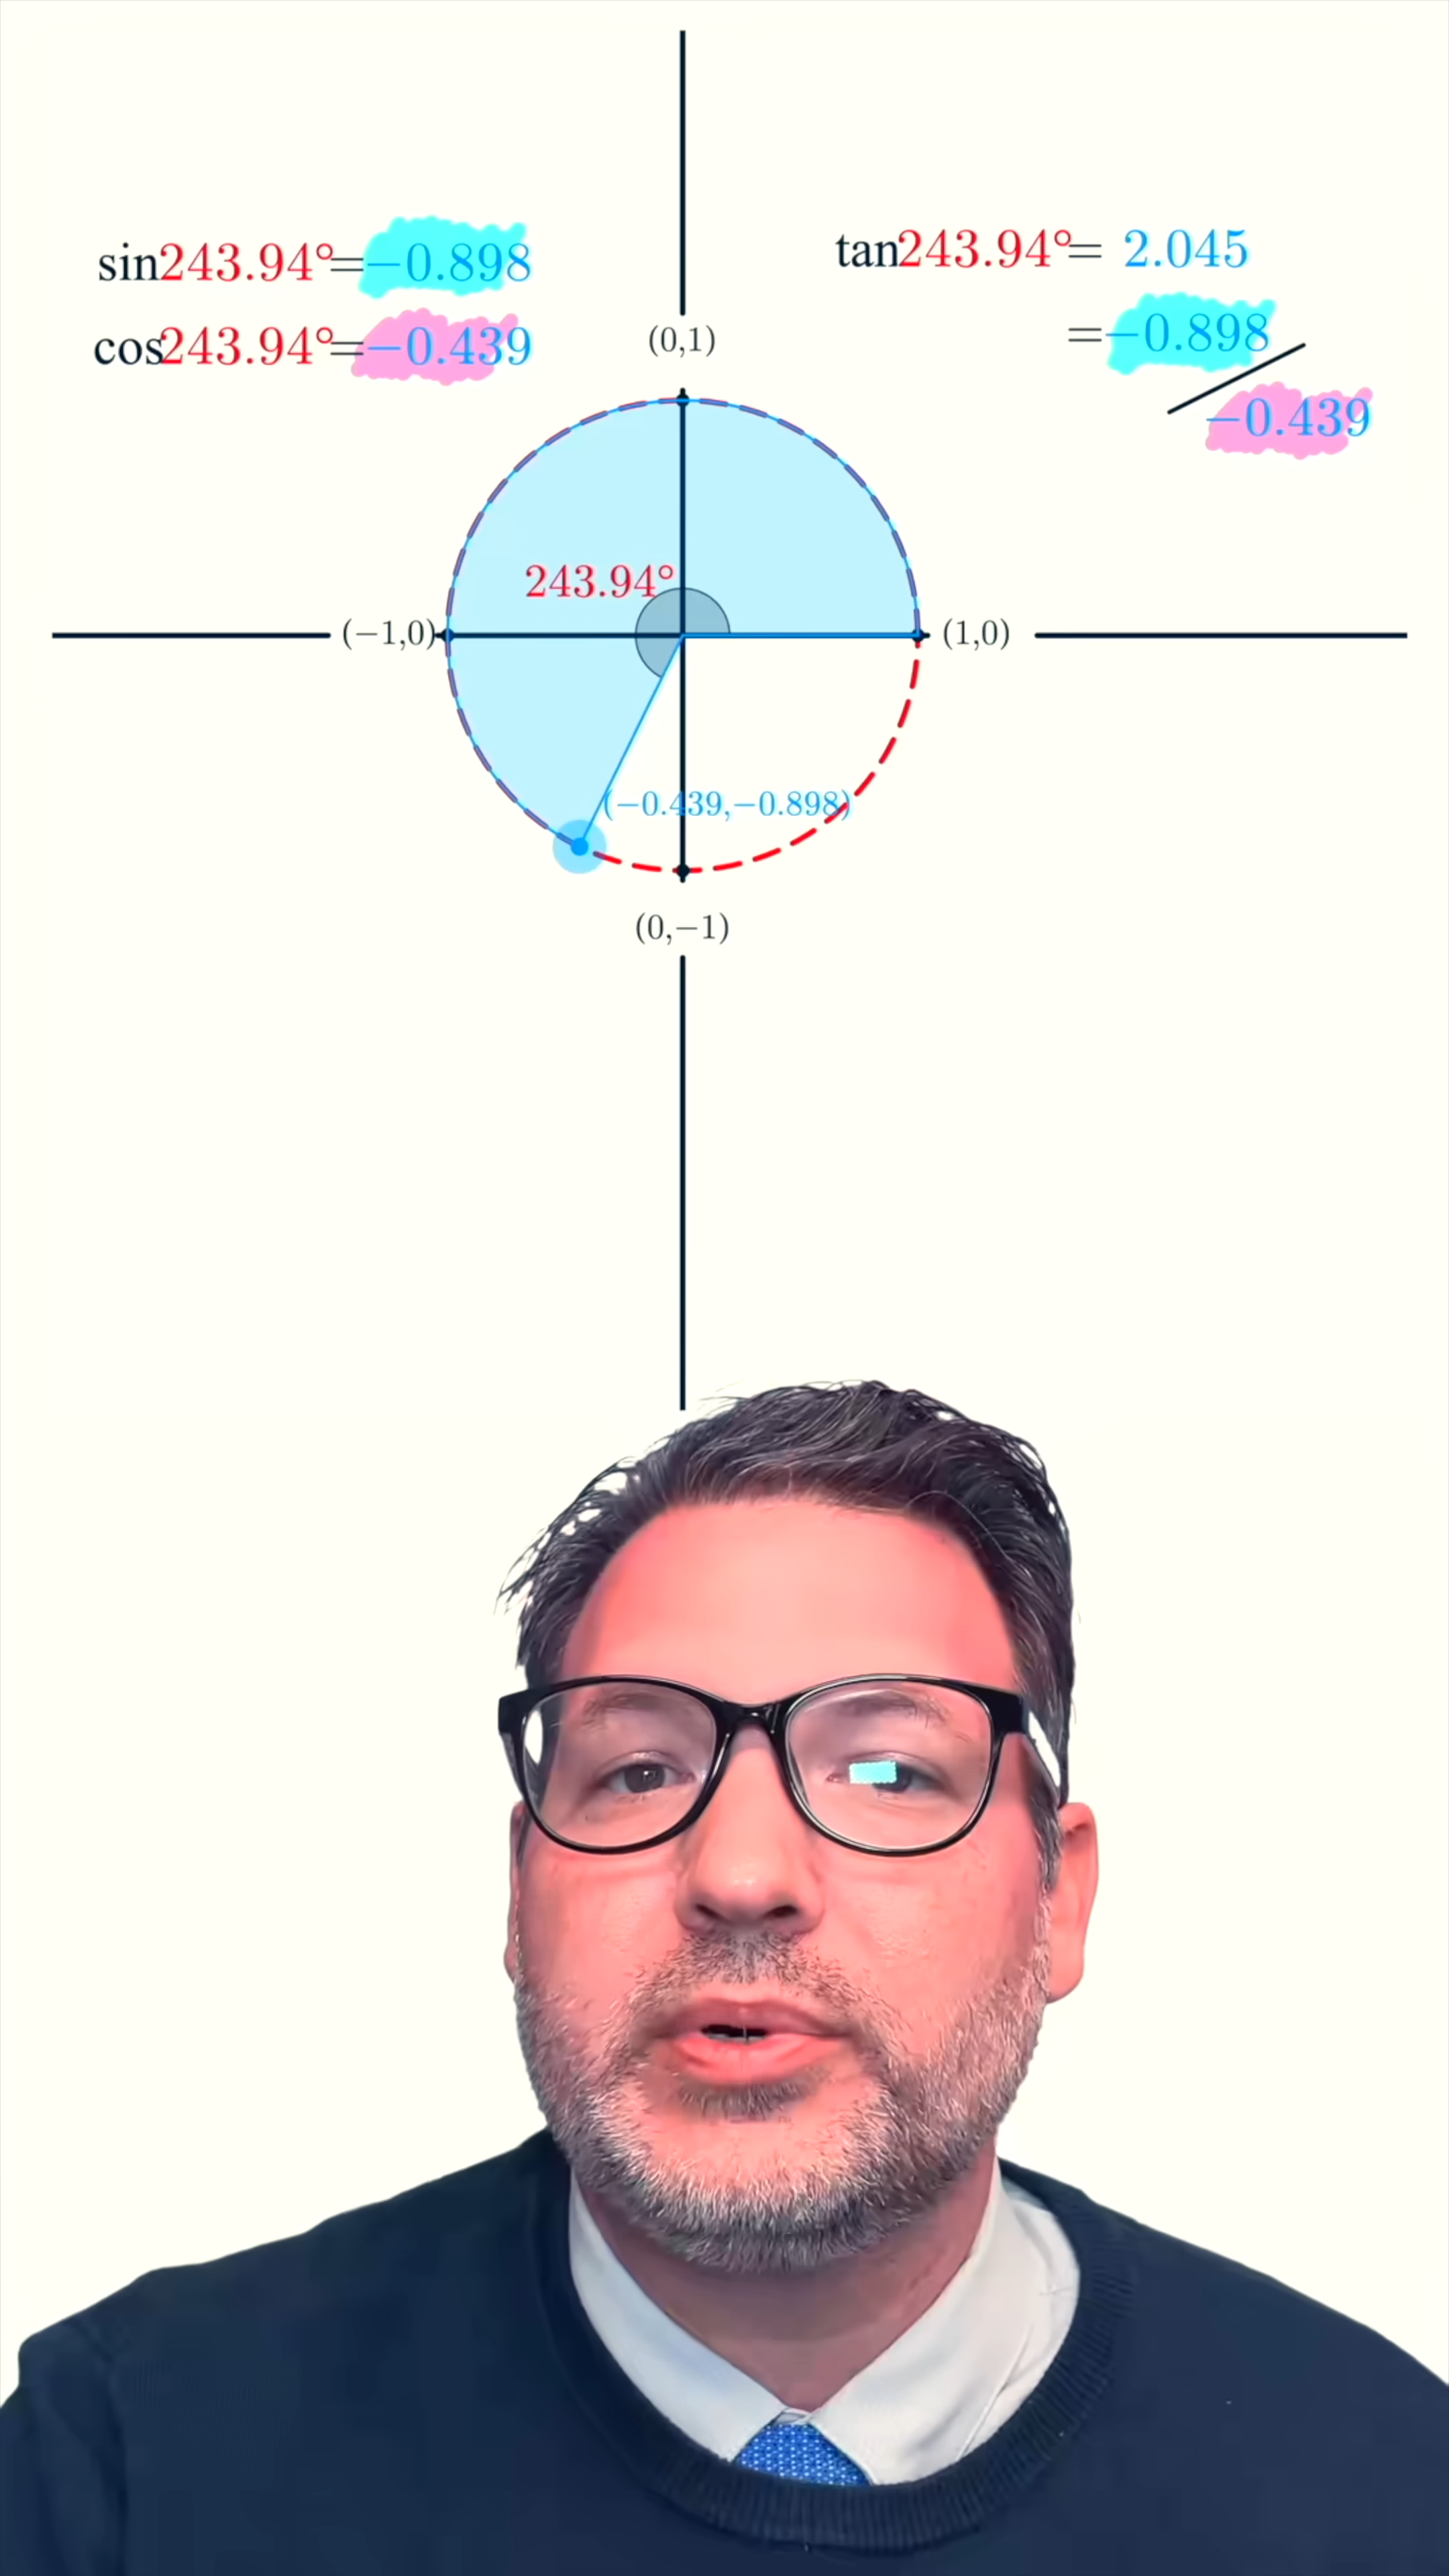 sin243.94°=−0.898
cos243.94°=−0.439
tan243.94°= 2.045
=−0.898
−0.439
(0,1)
243.94°
(−1,0)
(1,0)
(−0.439,−0.898)
(0,−1)